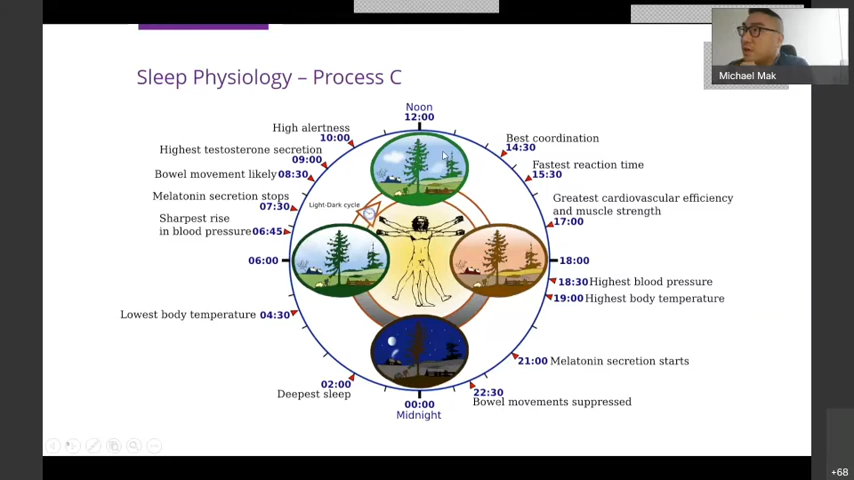 Michael Mak
Sleep Physiology – Process C
Noon
12:00
High alertness
10:00
Highest testosterone secretion
09:00
Bowel movement likely 08:30
Melatonin secretion stops
07:30
Sharpest rise
in blood pressure 06:45
06:00
Lowest body temperature 04:30
02:00
Deepest sleep
Light-Dark cycle
Best coordination
14:30
Fastest reaction time
15:30
Greatest cardiovascular efficiency
and muscle strength
17:00
18:00
18:30 Highest blood pressure
19:00 Highest body temperature
21:00 Melatonin secretion starts
22:30
Bowel movements suppressed
00:00
Midnight
+68